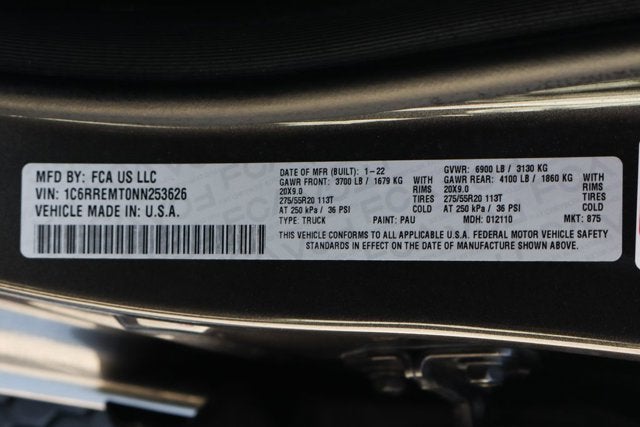 MFD BY: FCA US LLC
VIN: 1C6RREMT0NN253626
VEHICLE MADE IN: U.S.A.
DATE OF MFR (BUILT): 1-22 GVWR: 6900 LB / 3130 KG
GAWR FRONT: 3700 LB / 1679 KG WITH GAWR REAR: 4100 LB / 1860 KG WITH
20X9.0 RIMS 20X9.0 RIMS
275/55R20 113T TIRES 275/55R20 113T TIRES
AT 250 kPa / 36 PSI COLD AT 250 kPa / 36 PSI COLD
TYPE: TRUCK PAINT: PAU MDH: 012110 MKT: 875
THIS VEHICLE CONFORMS TO ALL APPLICABLE U.S.A. FEDERAL MOTOR VEHICLE SAFETY
STANDARDS IN EFFECT ON THE DATE OF MANUFACTURE SHOWN ABOVE.